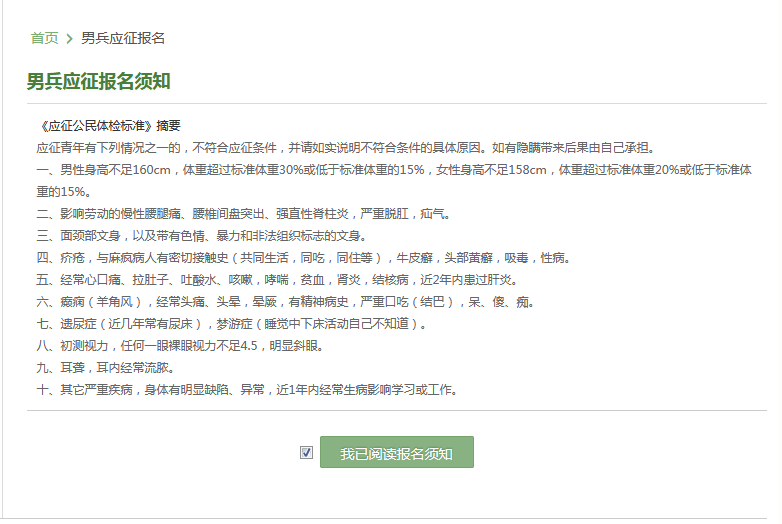 首页 > 男兵应征报名
男兵应征报名须知
《应征公民体检标准》摘要
应征青年有下列情况之一的，不符合应征条件，并请如实说明不符合条件的具体原因。如有隐瞒带来后果由自己承担。
一、男性身高不足160cm，体重超过标准体重30%或低于标准体重的15%，女性身高不足158cm，体重超过标准体重20%或低于标准体
重的15%。
二、影响劳动的慢性腰腿痛、腰椎间盘突出、强直性脊柱炎，严重脱肛，疝气。
三、面颈部文身，以及带有色情、暴力和非法组织标志的文身。
四、疥疮，与麻疯病人有密切接触史（共同生活，同吃，同住等），牛皮癣，头部黄癣，吸毒，性病。
五、经常心口痛、拉肚子、吐酸水、咳嗽，哮喘，贫血，肾炎，结核病，近2年内患过肝炎。
六、癫痫（羊角风），经常头痛、头晕，晕厥，有精神病史，严重口吃（结巴），呆、傻、痴。
七、遗尿症（近几年常有尿床），梦游症（睡觉中下床活动自己不知道）。
八、初测视力，任何一眼裸眼视力不足4.5，明显斜眼。
九、耳聋，耳内经常流脓。
十、其它严重疾病，身体有明显缺陷、异常，近1年内经常生病影响学习或工作。
我已阅读报名须知